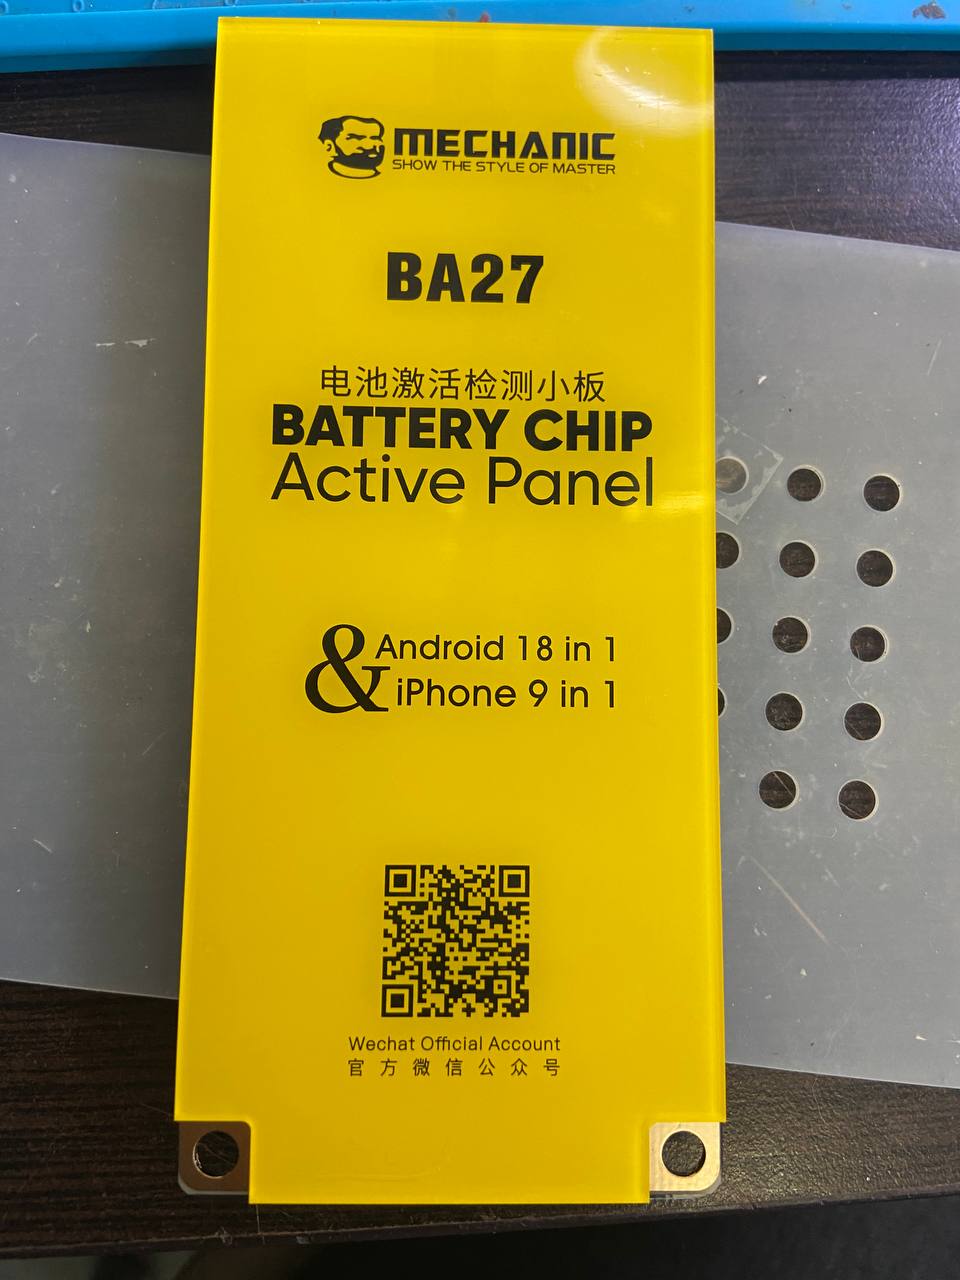 MECHANIC
SHOW THE STYLE OF MASTER
BA27
电池激活检测小板
BATTERY CHIP
Active Panel
& Android 18 in 1
iPhone 9 in 1
Wechat Official Account
官方微信公众号